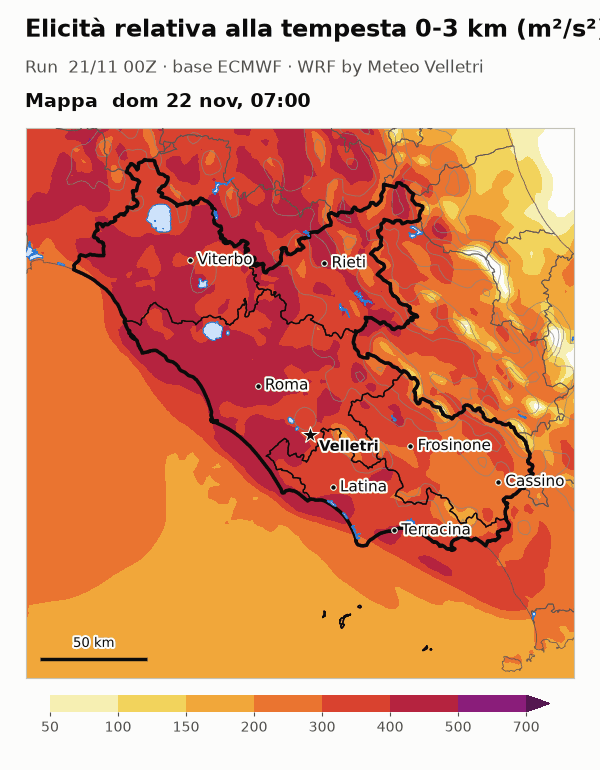 Elicità relativa alla tempesta 0-3 km (m²/s²)
Run 21/11 00Z · base ECMWF · WRF by Meteo Velletri
Mappa dom 22 nov, 07:00
Viterbo
Rieti
Roma
Velletri
Frosinone
Cassino
Latina
Terracina
50 km
50 100 150 200 300 400 500 700